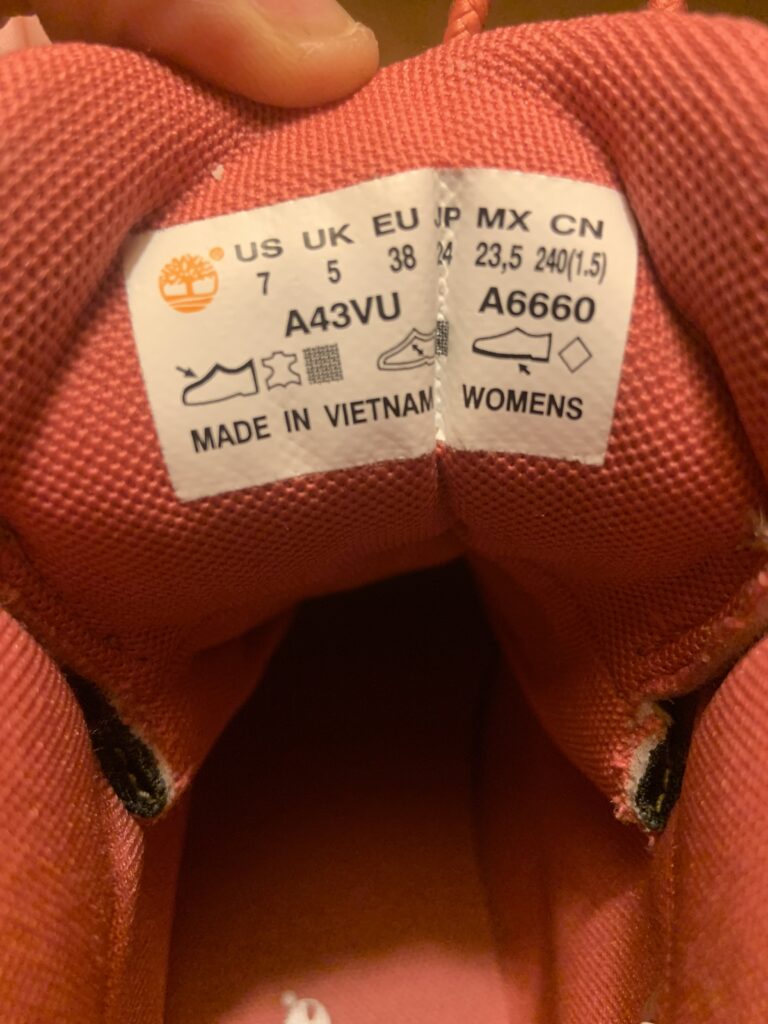 ® US UK EU JP MX CN
7 5 38 24 23,5 240(1.5)
A43VU A6660
MADE IN VIETNAM WOMENS